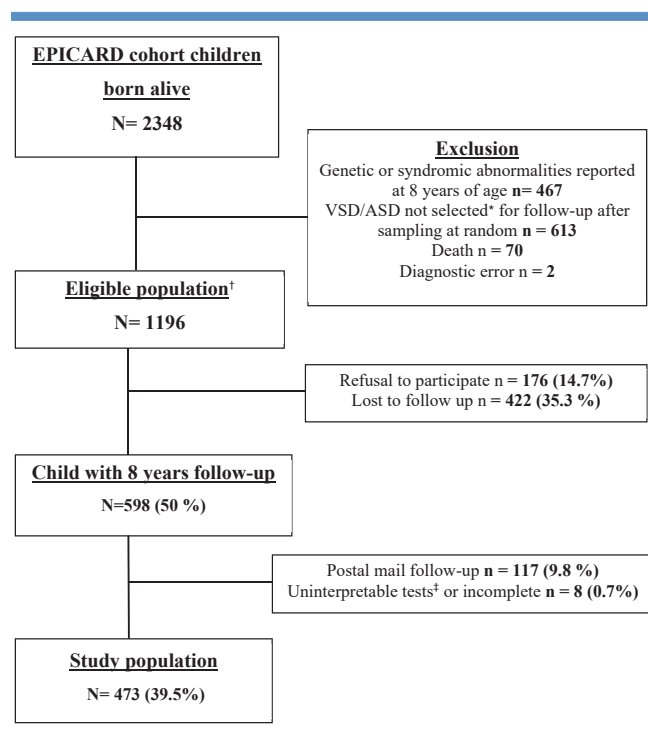 EPICARD cohort children
born alive
N= 2348
Exclusion
Genetic or syndromic abnormalities reported
at 8 years of age n= 467
VSD/ASD not selected* for follow-up after
sampling at random n = 613
Death n = 70
Diagnostic error n = 2
Eligible population†
N= 1196
Refusal to participate n = 176 (14.7%)
Lost to follow up n = 422 (35.3 %)
Child with 8 years follow-up
N=598 (50 %)
Postal mail follow-up n = 117 (9.8 %)
Uninterpretable tests‡ or incomplete n = 8 (0.7%)
Study population
N= 473 (39.5%)